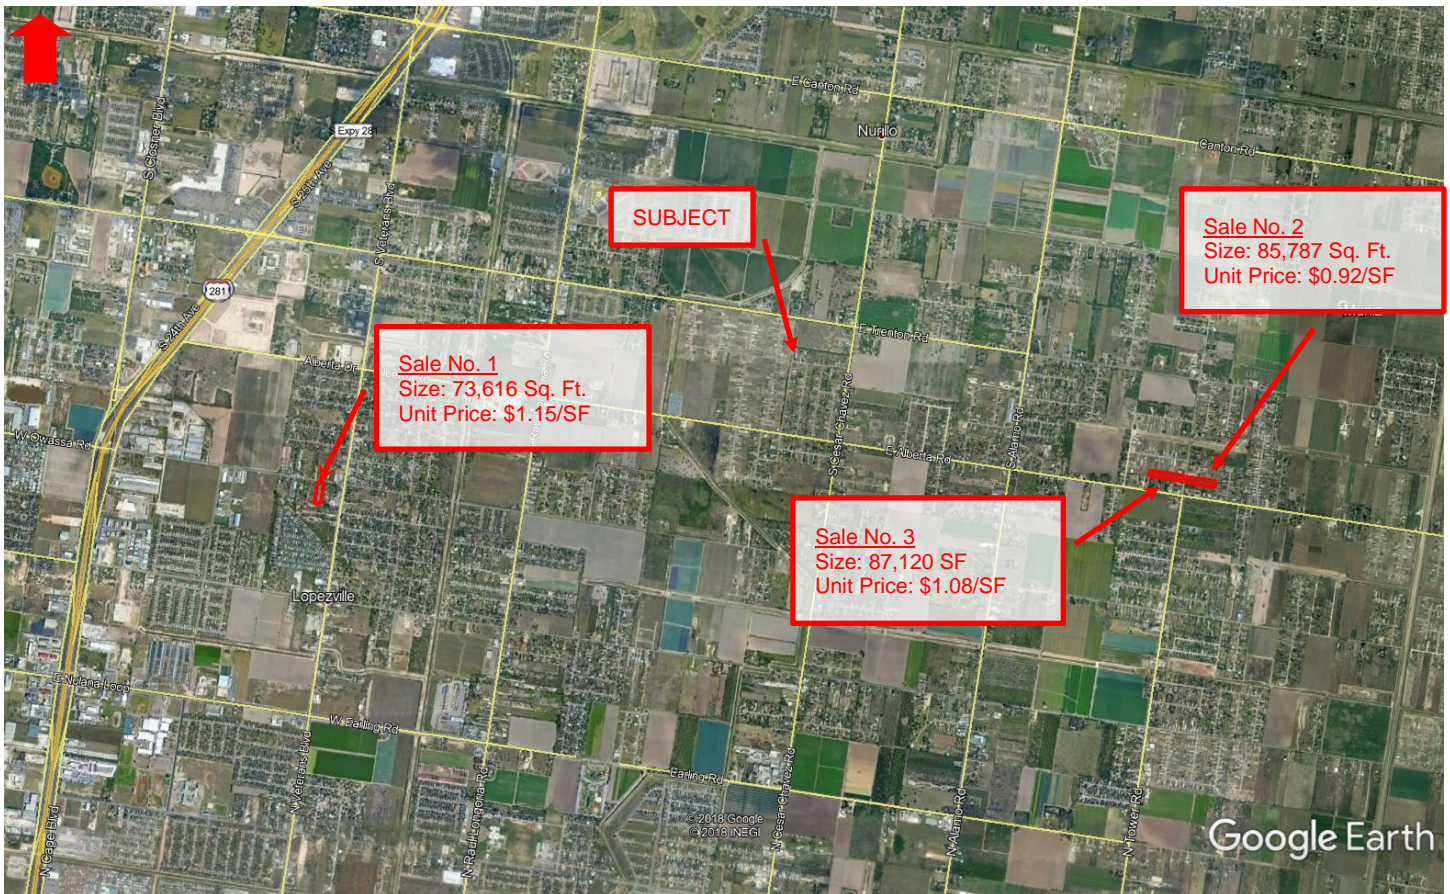 E Canton Rd
S Closner Blvd
S Expy 281
Nurillo
Canton Rd
S 25th Ave
SUBJECT
Sale No. 2
Size: 85,787 Sq. Ft.
Unit Price: $0.92/SF
S Veterans Blvd
281
S 24th Ave
E Trenton Rd
Alberta Dr
Sale No. 1
Size: 73,616 Sq. Ft.
Unit Price: $1.15/SF
S Cesar Chavez Rd
S Alamo Rd
W Owassa Rd
E Alberta Rd
Sale No. 3
Size: 87,120 SF
Unit Price: $1.08/SF
Lopezville
E Nolana Loop
W Earling Rd
N Veterans Blvd
Earling Rd
N Raul Longoria Rd
N Cesar Chavez Rd
N Alamo Rd
N Tower Rd
N Cage Blvd
© 2018 Google
© 2018 INEGI
Google Earth